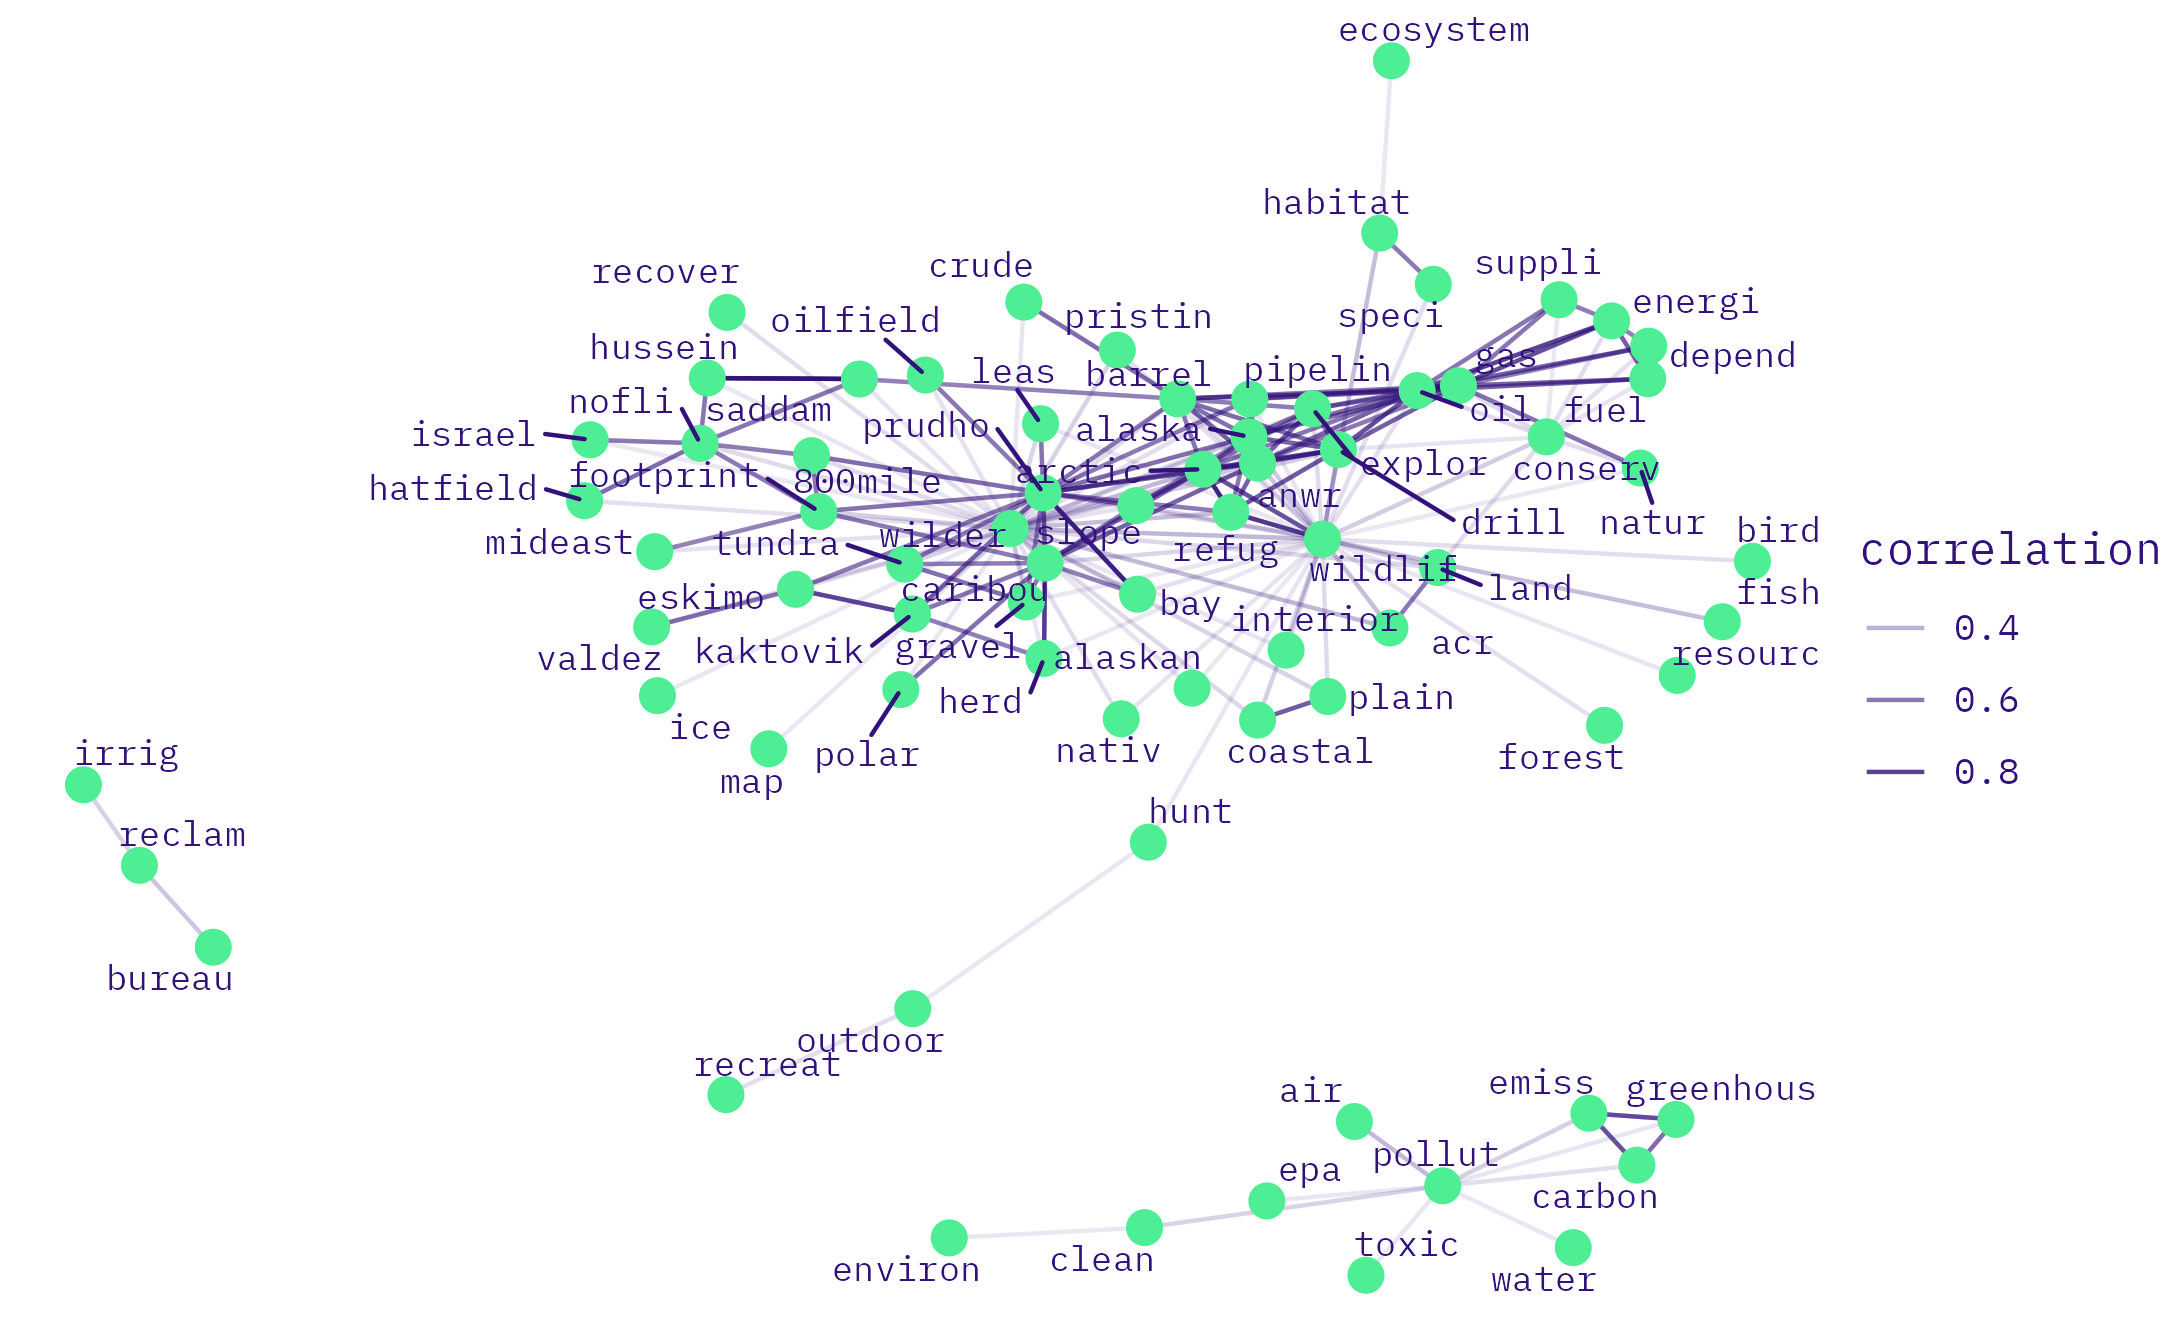 ecosystem
habitat
suppli
crude
recover
energi
speci
pristin
oilfield
hussein
gas
depend
leas
barrel
pipelin
nofli
saddam
oil
fuel
israel
prudho
alaska
arctic
explor
conserv
footprint
800mile
hatfield
anwr
drill
natur
bird
mideast
tundra
wilder
slope
refug
wildlif
correlation
land
fish
eskimo
caribou
bay
interior
0.4
valdez
kaktovik
gravel
alaskan
acr
resourc
herd
plain
0.6
ice
polar
nativ
coastal
forest
irrig
map
0.8
hunt
reclam
bureau
outdoor
recreat
air
emiss
greenhous
pollut
epa
carbon
toxic
environ
clean
water